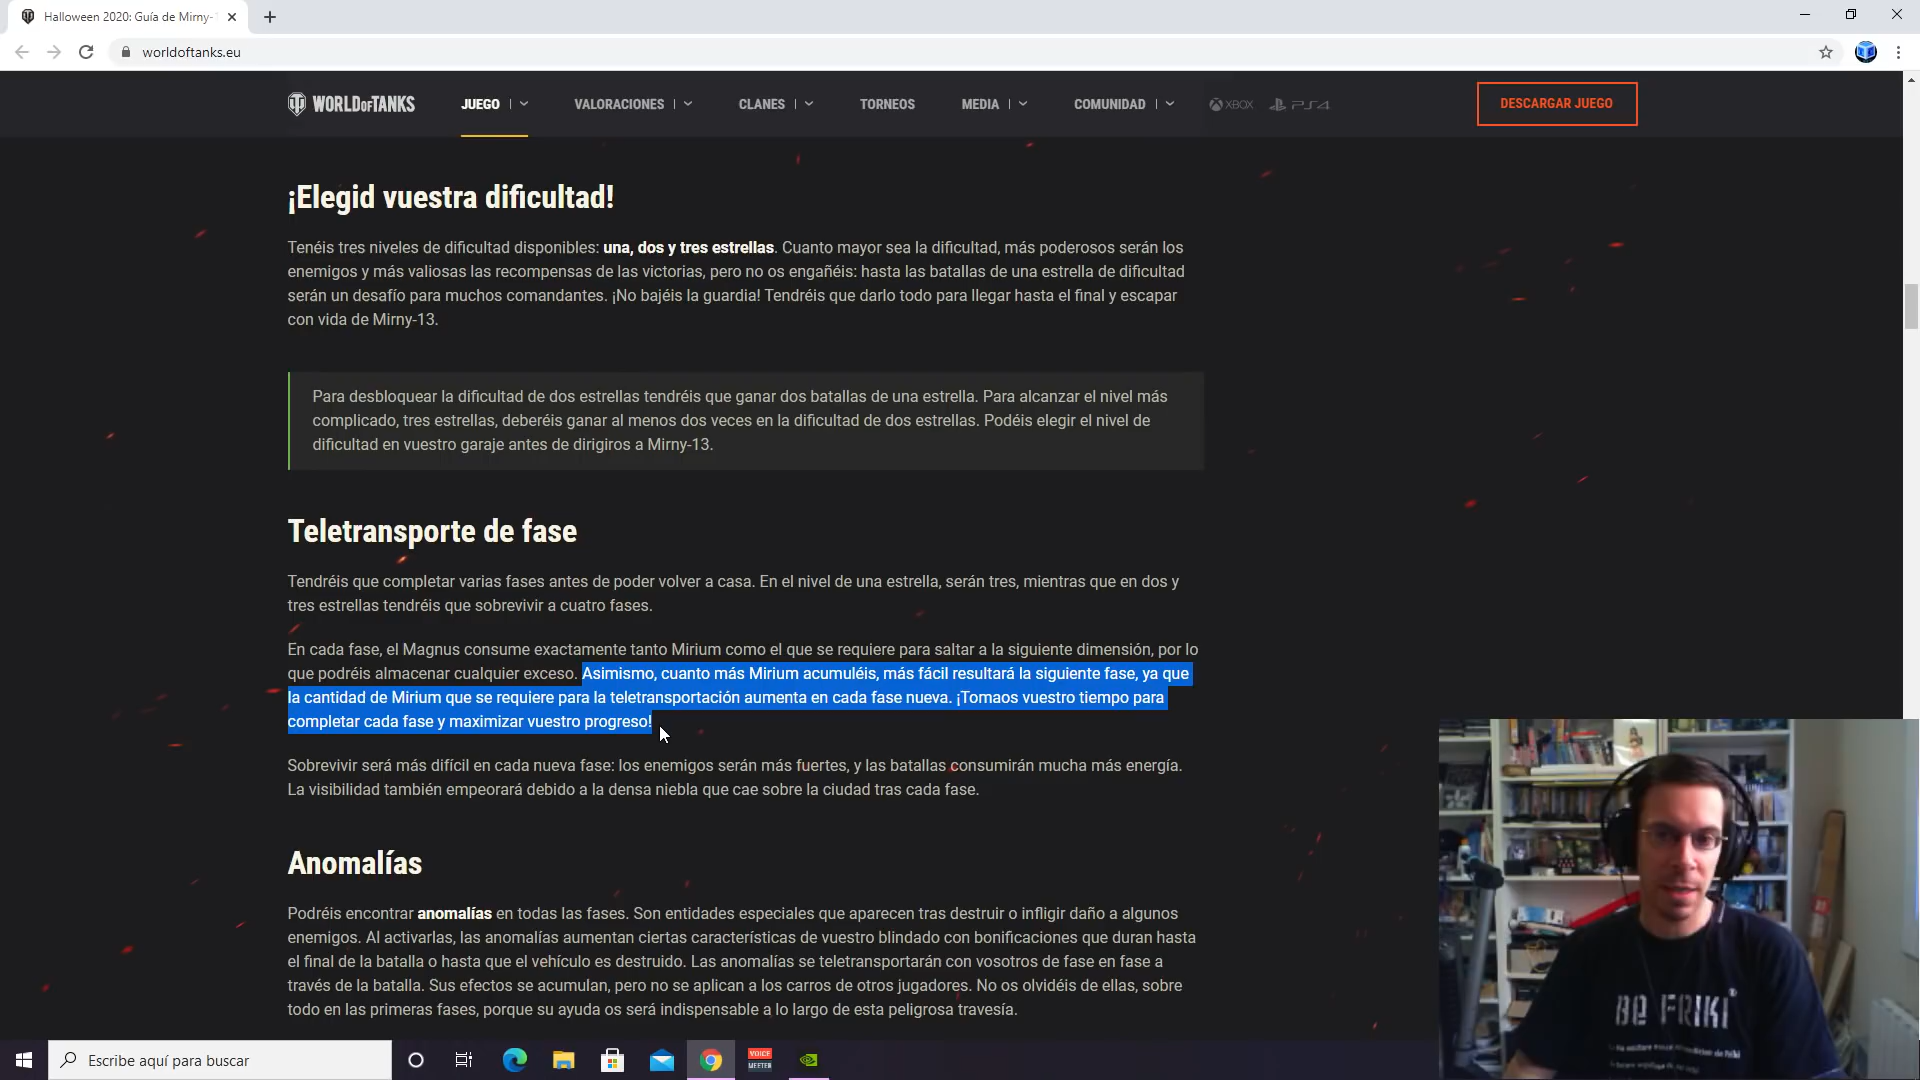 Halloween 2020: Guía de Mirny-
worldoftanks.eu
WORLD OF TANKS
JUEGO
VALORACIONES
CLANES
TORNEOS
MEDIA
COMUNIDAD
XBOX
PS4
DESCARGAR JUEGO
¡Elegid vuestra dificultad!
Tenéis tres niveles de dificultad disponibles: una, dos y tres estrellas. Cuanto mayor sea la dificultad, más poderosos serán los
enemigos y más valiosas las recompensas de las victorias, pero no os engañéis: hasta las batallas de una estrella de dificultad
serán un desafío para muchos comandantes. ¡No bajéis la guardia! Tendréis que darlo todo para llegar hasta el final y escapar
con vida de Mirny-13.
Para desbloquear la dificultad de dos estrellas tendréis que ganar dos batallas de una estrella. Para alcanzar el nivel más
complicado, tres estrellas, deberéis ganar al menos dos veces en la dificultad de dos estrellas. Podéis elegir el nivel de
dificultad en vuestro garaje antes de dirigiros a Mirny-13.
Teletransporte de fase
Tendréis que completar varias fases antes de poder volver a casa. En el nivel de una estrella, serán tres, mientras que en dos y
tres estrellas tendréis que sobrevivir a cuatro fases.
En cada fase, el Magnus consume exactamente tanto Mirium como el que se requiere para saltar a la siguiente dimensión, por lo
que podréis almacenar cualquier exceso. Asimismo, cuanto más Mirium acumuléis, más fácil resultará la siguiente fase, ya que
la cantidad de Mirium que se requiere para la teletransportación aumenta en cada fase nueva. ¡Tomaos vuestro tiempo para
completar cada fase y maximizar vuestro progreso!
Sobrevivir será más difícil en cada nueva fase: los enemigos serán más fuertes, y las batallas consumirán mucha más energía.
La visibilidad también empeorará debido a la densa niebla que cae sobre la ciudad tras cada fase.
Anomalías
Podréis encontrar anomalías en todas las fases. Son entidades especiales que aparecen tras destruir o infligir daño a algunos
enemigos. Al activarlas, las anomalías aumentan ciertas características de vuestro blindado con bonificaciones que duran hasta
el final de la batalla o hasta que el vehículo es destruido. Las anomalías se teletransportarán con vosotros de fase en fase a
través de la batalla. Sus efectos se acumulan, pero no se aplican a los carros de otros jugadores. No os olvidéis de ellas, sobre
todo en las primeras fases, porque su ayuda os será indispensable a lo largo de esta peligrosa travesía.
BE FRIKI
Escribe aquí para buscar
VOICE
MEETER